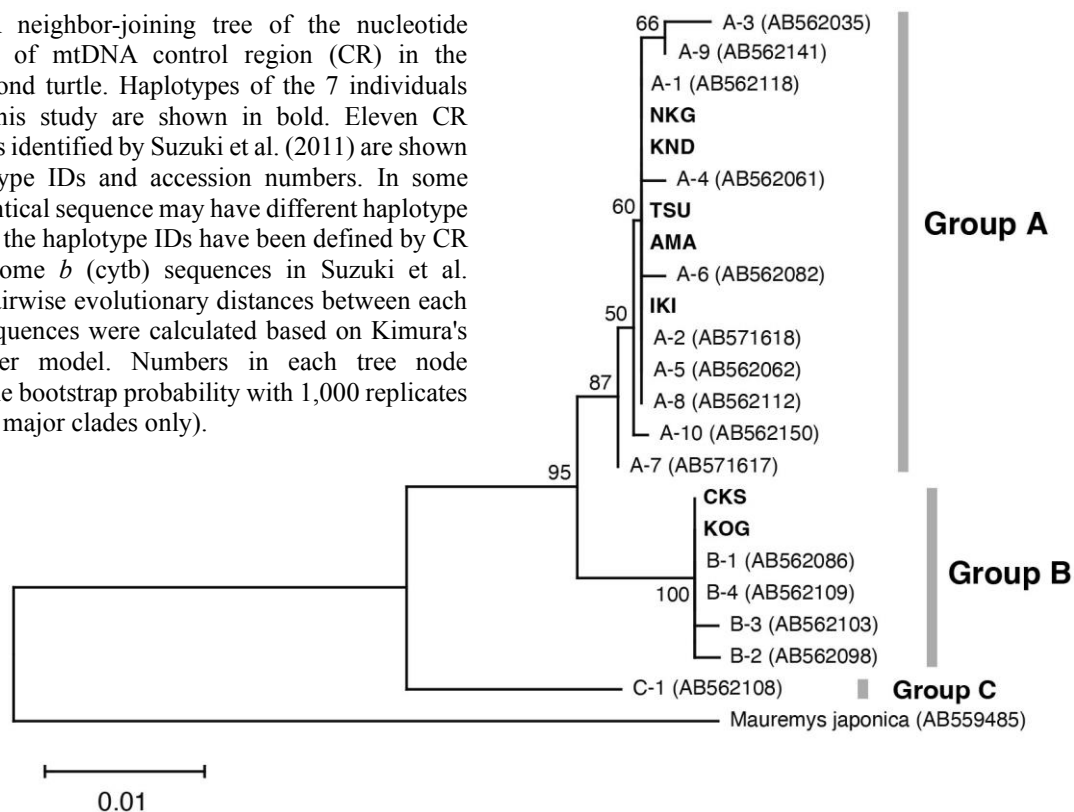 neighbor-joining tree of the nucleotide
of mtDNA control region (CR) in the
ond turtle. Haplotypes of the 7 individuals
his study are shown in bold. Eleven CR
s identified by Suzuki et al. (2011) are shown
ype IDs and accession numbers. In some
ntical sequence may have different haplotype
the haplotype IDs have been defined by CR
ome b (cytb) sequences in Suzuki et al.
airwise evolutionary distances between each
quences were calculated based on Kimura's
er model. Numbers in each tree node
e bootstrap probability with 1,000 replicates
major clades only).
66
A-3 (AB562035)
A-9 (AB562141)
A-1 (AB562118)
NKG
KND
A-4 (AB562061)
60
TSU
AMA
A-6 (AB562082)
IKI
50
A-2 (AB571618)
A-5 (AB562062)
87
A-8 (AB562112)
A-10 (AB562150)
A-7 (AB571617)
Group A
95
CKS
KOG
B-1 (AB562086)
100
B-4 (AB562109)
B-3 (AB562103)
B-2 (AB562098)
Group B
C-1 (AB562108)
Group C
Mauremys japonica (AB559485)
0.01